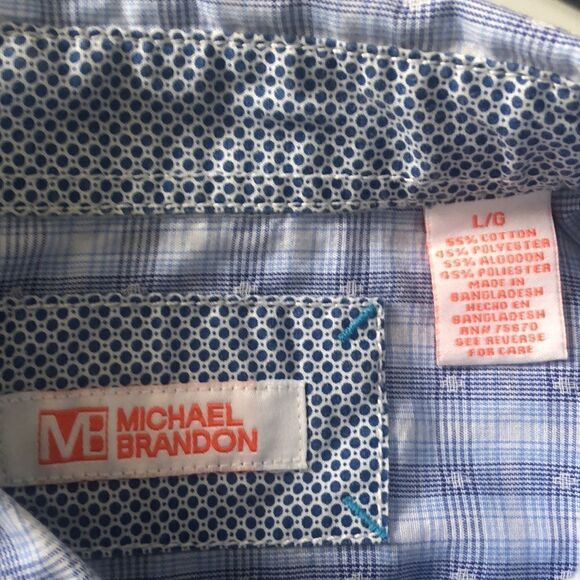 L/G
55% COTTON
45% POLYESTER
55% ALGODON
45% POLIESTER
MADE IN
BANGLADESH
HECHO EN
BANGLADESH
RN# 75670
SEE REVERSE
FOR CARE
MB MICHAEL
BRANDON